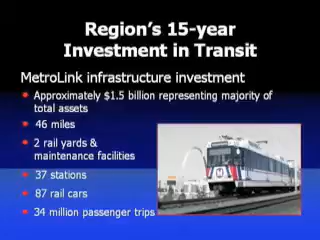 Region's 15-year
Investment in Transit
MetroLink infrastructure investment
Approximately $1.5 billion representing majority of
total assets
46 miles
2 rail yards &
maintenance facilities
37 stations
87 rail cars
34 million passenger trips